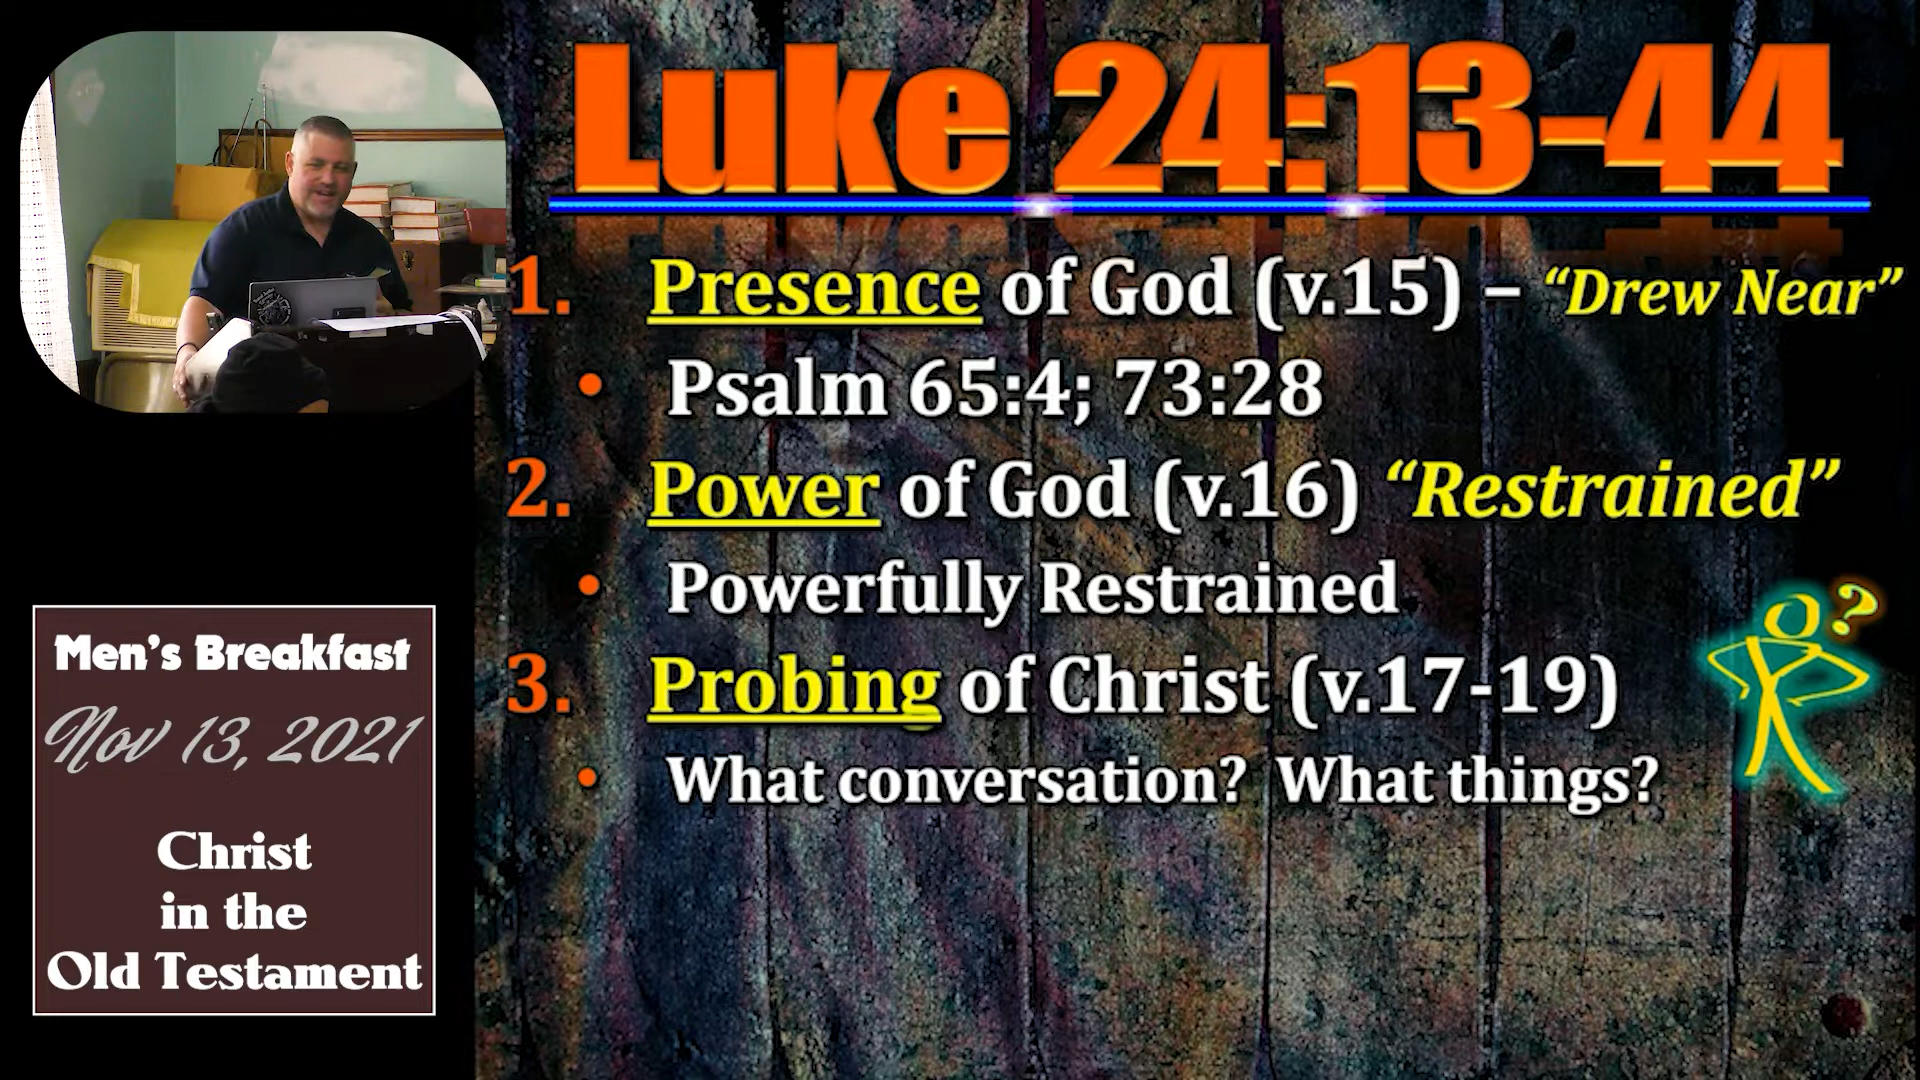 Luke 24:13-44
1. Presence of God (v.15) – “Drew Near”
• Psalm 65:4; 73:28
2. Power of God (v.16) “Restrained”
• Powerfully Restrained
3. Probing of Christ (v.17-19)
• What conversation? What things?
?
Men's Breakfast
Nov 13, 2021
Christ
in the
Old Testament